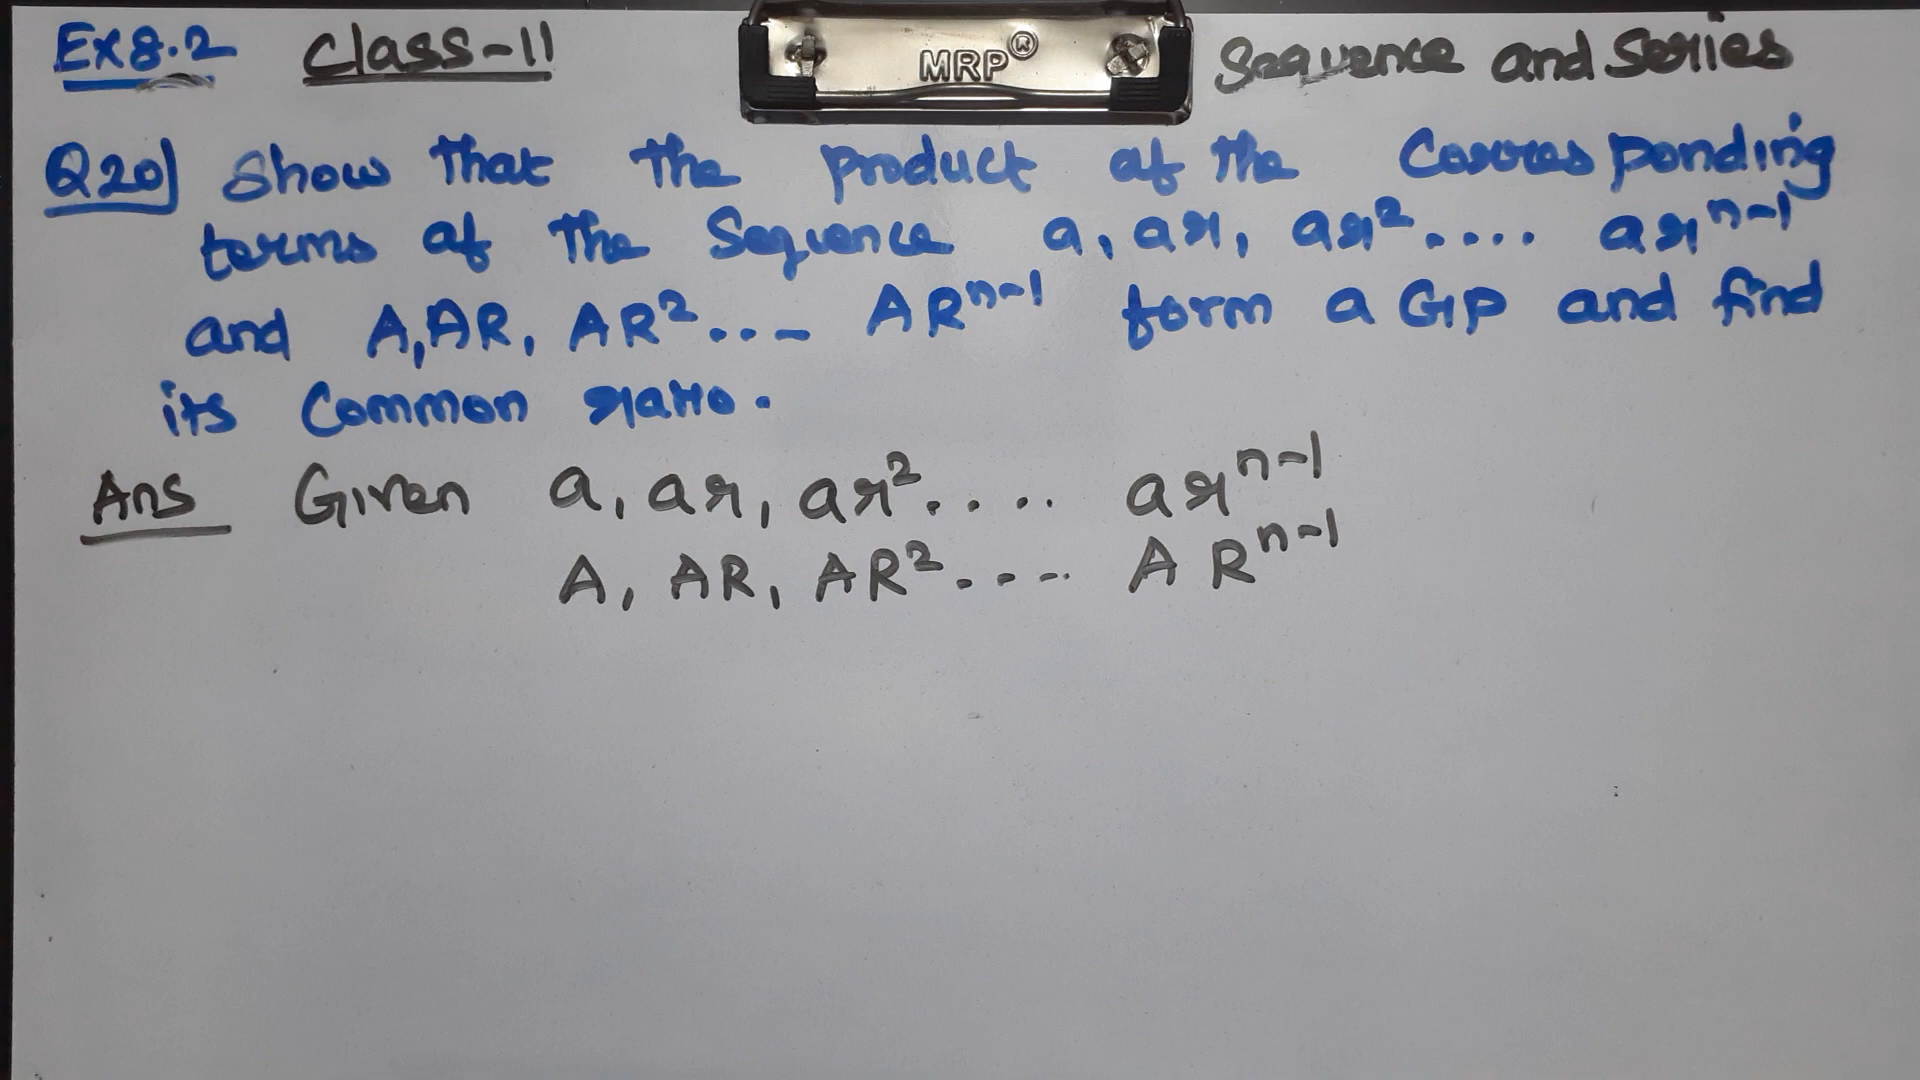 Ex 8.2 Class-11 MRP® Sequence and Series
Q20) Show that the product of the Corresponding
terms of the Sequence a, ar, ar².... arⁿ⁻¹
and A, AR, AR²... ARⁿ⁻¹ form a GP and find
its Common ratio.
Ans Given a, ar, ar².... arⁿ⁻¹
A, AR, AR².... ARⁿ⁻¹